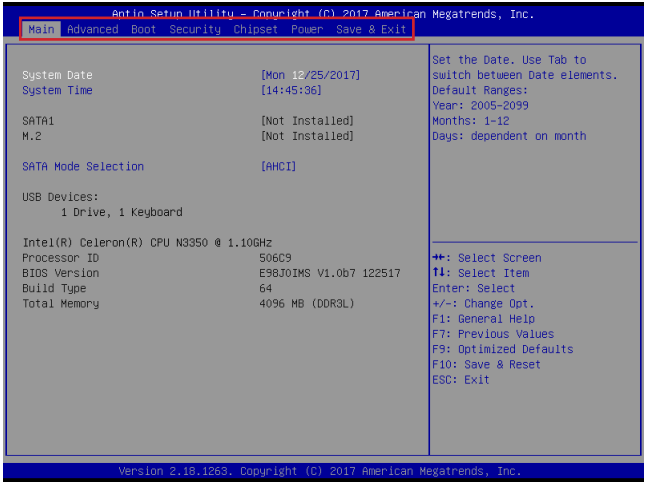 Aptio Setup Utility – Copyright (C) 2017 American Megatrends, Inc.
Main Advanced Boot Security Chipset Power Save & Exit
System Date [Mon 12/25/2017]
System Time [14:45:36]
SATA1 [Not Installed]
M.2 [Not Installed]
SATA Mode Selection [AHCI]
USB Devices:
1 Drive, 1 Keyboard
Intel(R) Celeron(R) CPU N3350 @ 1.10GHz
Processor ID 506C9
BIOS Version E98J0IMS V1.0b7 122517
Build Type 64
Total Memory 4096 MB (DDR3L)
Set the Date. Use Tab to
switch between Date elements.
Default Ranges:
Year: 2005-2099
Months: 1-12
Days: dependent on month
→←: Select Screen
↑↓: Select Item
Enter: Select
+/-: Change Opt.
F1: General Help
F7: Previous Values
F9: Optimized Defaults
F10: Save & Reset
ESC: Exit
Version 2.18.1263. Copyright (C) 2017 American Megatrends, Inc.